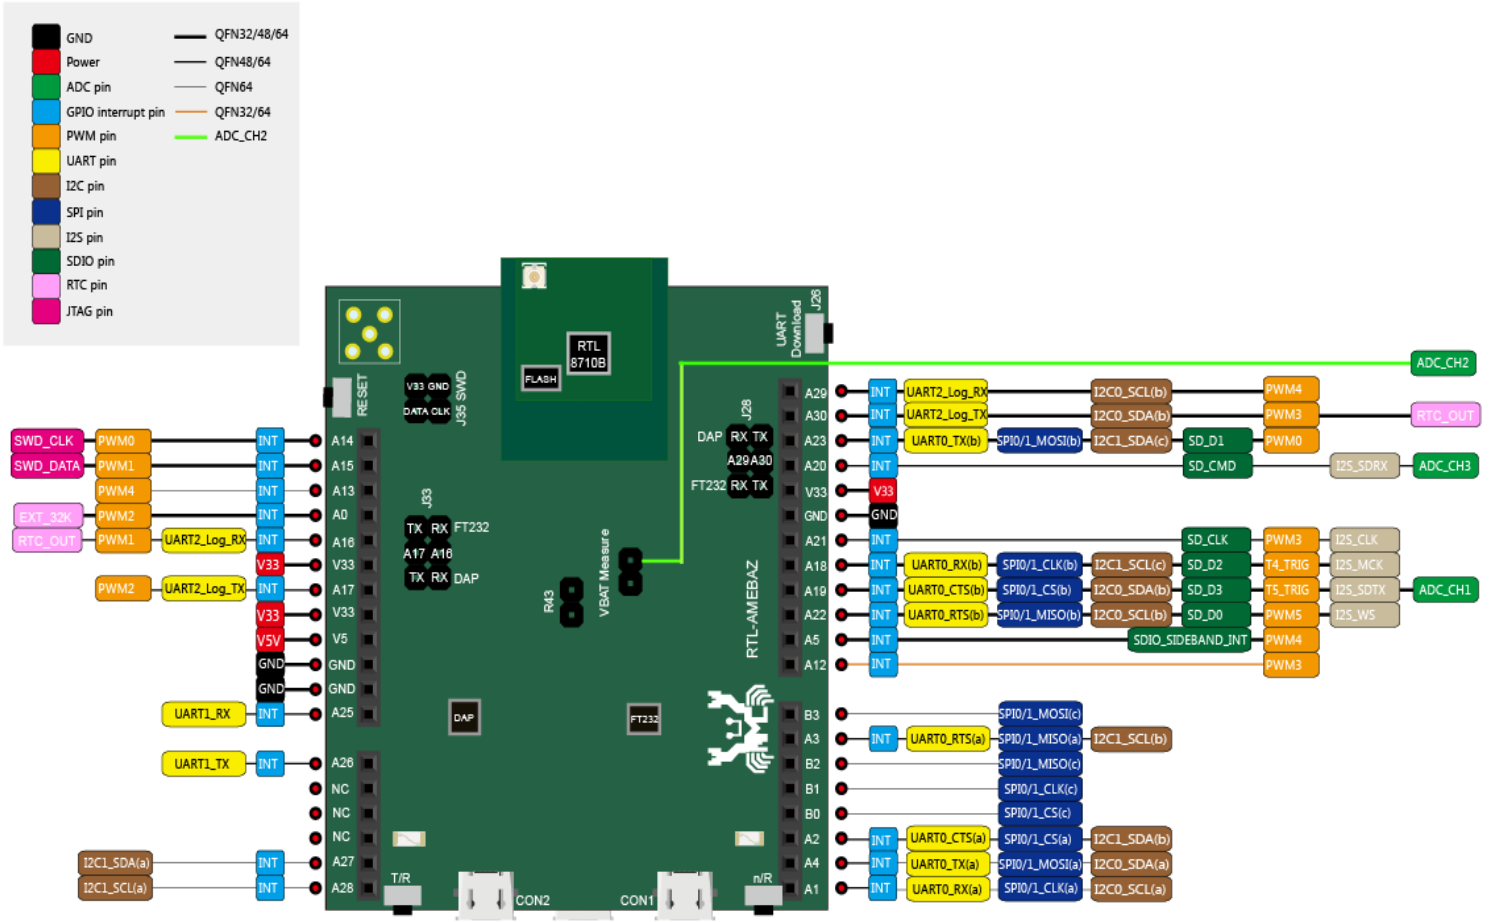 GND
Power
ADC pin
GPIO interrupt pin
PWM pin
UART pin
I2C pin
SPI pin
I2S pin
SDIO pin
RTC pin
JTAG pin
QFN32/48/64
QFN48/64
QFN64
QFN32/64
ADC_CH2
RTL
8710B
FLASH
UART
Download
J26
RESET
V33 GND
DATA CLK
J35 SWD
J28
DAP RX TX
A29 A30
FT232 RX TX
J33
TX RX FT232
A17 A16
TX RX DAP
R43
VBAT Measure
RTL-AMEBAZ
DAP
FT232
T/R
CON2
CON1
n/R
SWD_CLK PWM0 INT A14
SWD_DATA PWM1 INT A15
PWM4 INT A13
EXT_32K PWM2 INT A0
RTC_OUT PWM1 UART2_Log_RX INT A16
V33 V33
PWM2 UART2_Log_TX INT A17
V33 V33
V5V V5
GND GND
GND GND
UART1_RX INT A25
UART1_TX INT A26
NC
NC
NC
I2C1_SDA(a) INT A27
I2C1_SCL(a) INT A28
ADC_CH2
A29 INT UART2_Log_RX I2C0_SCL(b) PWM4
A30 INT UART2_Log_TX I2C0_SDA(b) PWM3 RTC_OUT
A23 INT UART0_TX(b) SPI0/1_MOSI(b) I2C1_SDA(c) SD_D1 PWM0
A20 INT SD_CMD I2S_SDRX ADC_CH3
V33 V33
GND GND
A21 INT SD_CLK PWM3 I2S_CLK
A18 INT UART0_RX(b) SPI0/1_CLK(b) I2C1_SCL(c) SD_D2 T4_TRIG I2S_MCK
A19 INT UART0_CTS(b) SPI0/1_CS(b) I2C0_SDA(b) SD_D3 T5_TRIG I2S_SDTX ADC_CH1
A22 INT UART0_RTS(b) SPI0/1_MISO(b) I2C0_SCL(b) SD_D0 PWM5 I2S_WS
A5 INT SDIO_SIDEBAND_INT PWM4
A12 INT PWM3
B3 SPI0/1_MOSI(c)
A3 INT UART0_RTS(a) SPI0/1_MISO(a) I2C1_SCL(b)
B2 SPI0/1_MISO(c)
B1 SPI0/1_CLK(c)
B0 SPI0/1_CS(c)
A2 INT UART0_CTS(a) SPI0/1_CS(a) I2C1_SDA(b)
A4 INT UART0_TX(a) SPI0/1_MOSI(a) I2C0_SDA(a)
A1 INT UART0_RX(a) SPI0/1_CLK(a) I2C0_SCL(a)